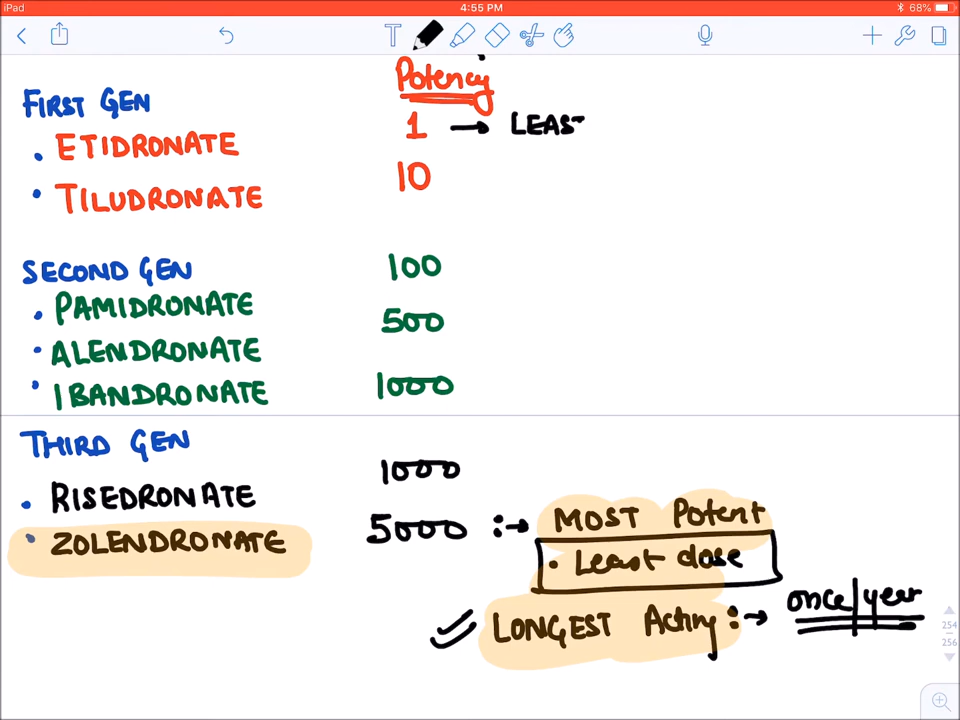 iPad 4:55 PM 68%
T
Potency
FIRST GEN
1 → LEAST
• ETIDRONATE
10
• TILUDRONATE
SECOND GEN 100
• PAMIDRONATE
500
• ALENDRONATE
• IBANDRONATE 1000
THIRD GEN
1000
• RISEDRONATE
5000 :→ MOST Potent
• ZOLENDRONATE
• Least dose
LONGEST Acting :→ once/year
254
256